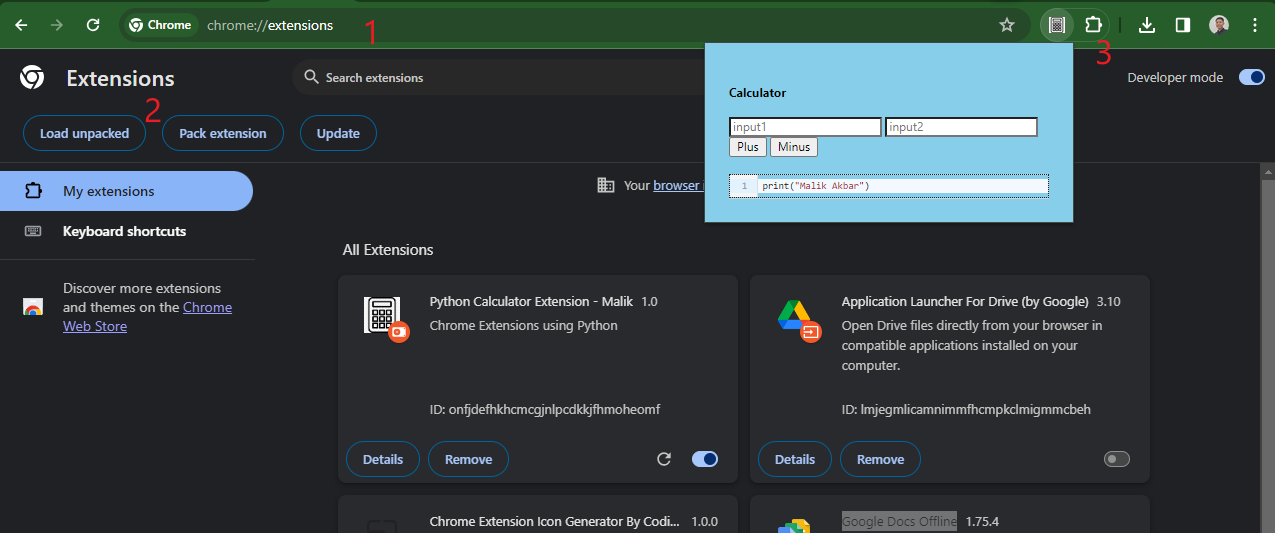 Chrome
chrome://extensions
1
3
Extensions
Search extensions
Developer mode
2
Load unpacked
Pack extension
Update
Calculator
input1
input2
Plus
Minus
1
print("Malik Akbar")
My extensions
Keyboard shortcuts
Discover more extensions
and themes on the Chrome
Web Store
Your browser
All Extensions
Python Calculator Extension - Malik 1.0
Chrome Extensions using Python
ID: onfjdefhkhcmcgjnlpcdkkjfhmoheomf
Details
Remove
Application Launcher For Drive (by Google) 3.10
Open Drive files directly from your browser in
compatible applications installed on your
computer.
ID: lmjegmlicamnimmfhcmpkclmigmmcbeh
Details
Remove
Chrome Extension Icon Generator By Codi... 1.0.0
Google Docs Offline 1.75.4